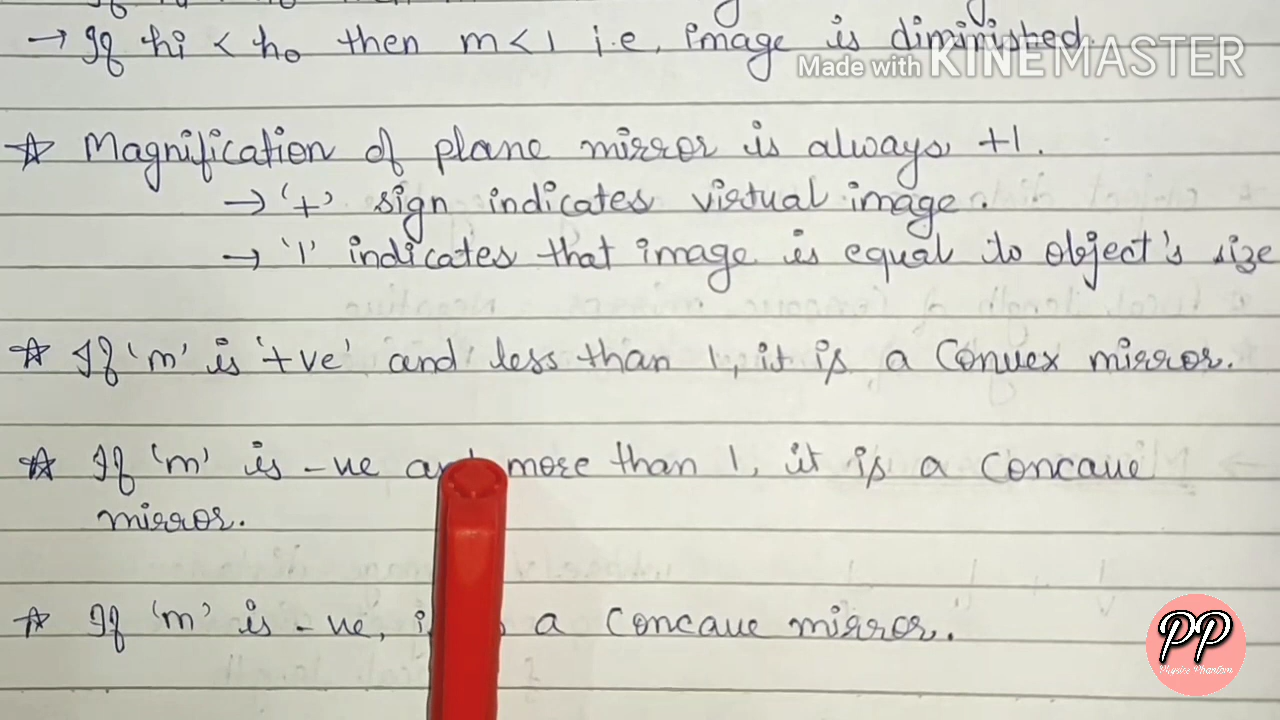 → If hi < ho then m < 1 i.e, image is diminished.
Made with KINEMASTER
☆ Magnification of plane mirror is always +1.
→ '+' sign indicates virtual image.
→ '1' indicates that image is equal to object's size
☆ If 'm' is '+ve' and less than 1, it is a Convex mirror.
☆ If 'm' is -ve and more than 1, it is a Concave
mirror.
☆ If 'm' is -ve, a Concave mirror.
PP
Physics Phantom